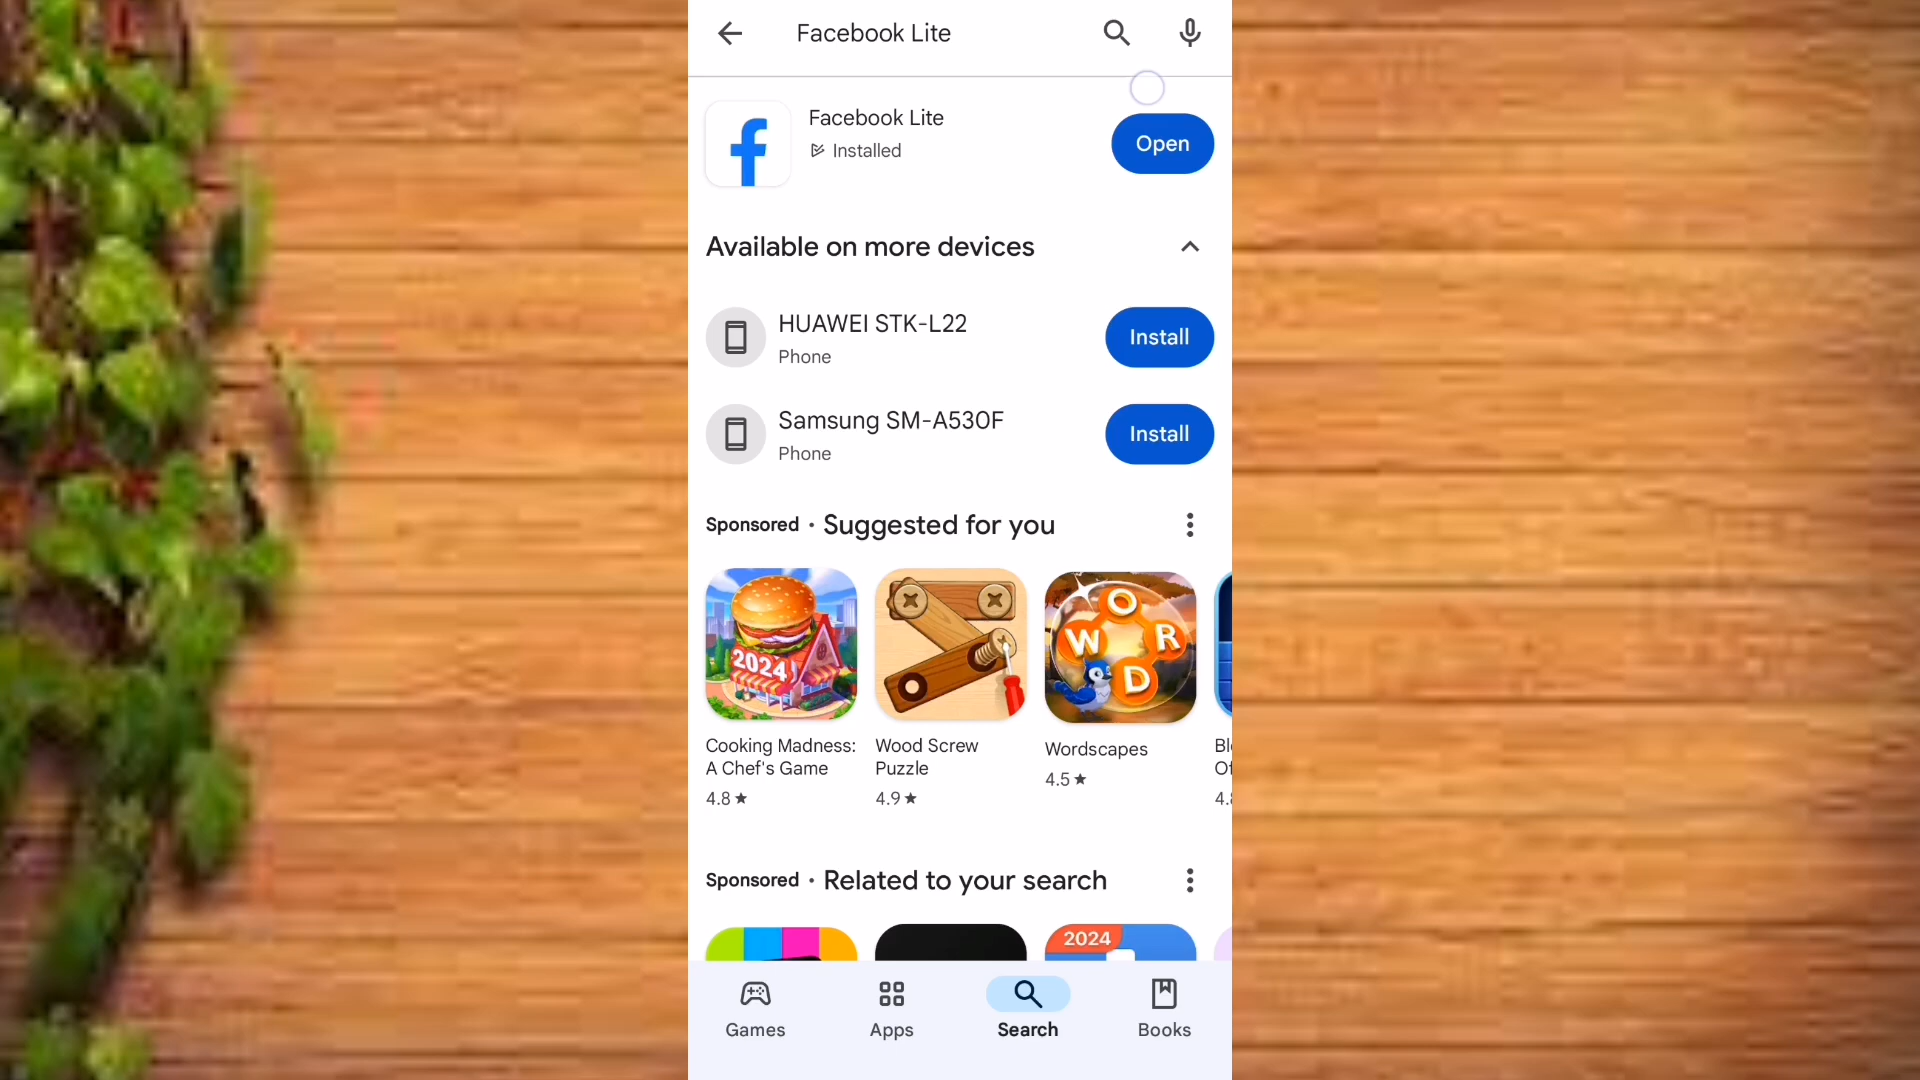 Facebook Lite
Facebook Lite
Installed
Open
Available on more devices
HUAWEI STK-L22
Phone
Install
Samsung SM-A530F
Phone
Install
Sponsored • Suggested for you
2024
W O R D
Cooking Madness:
A Chef's Game
4.8 ★
Wood Screw
Puzzle
4.9 ★
Wordscapes
4.5 ★
Sponsored • Related to your search
2024
Games
Apps
Search
Books